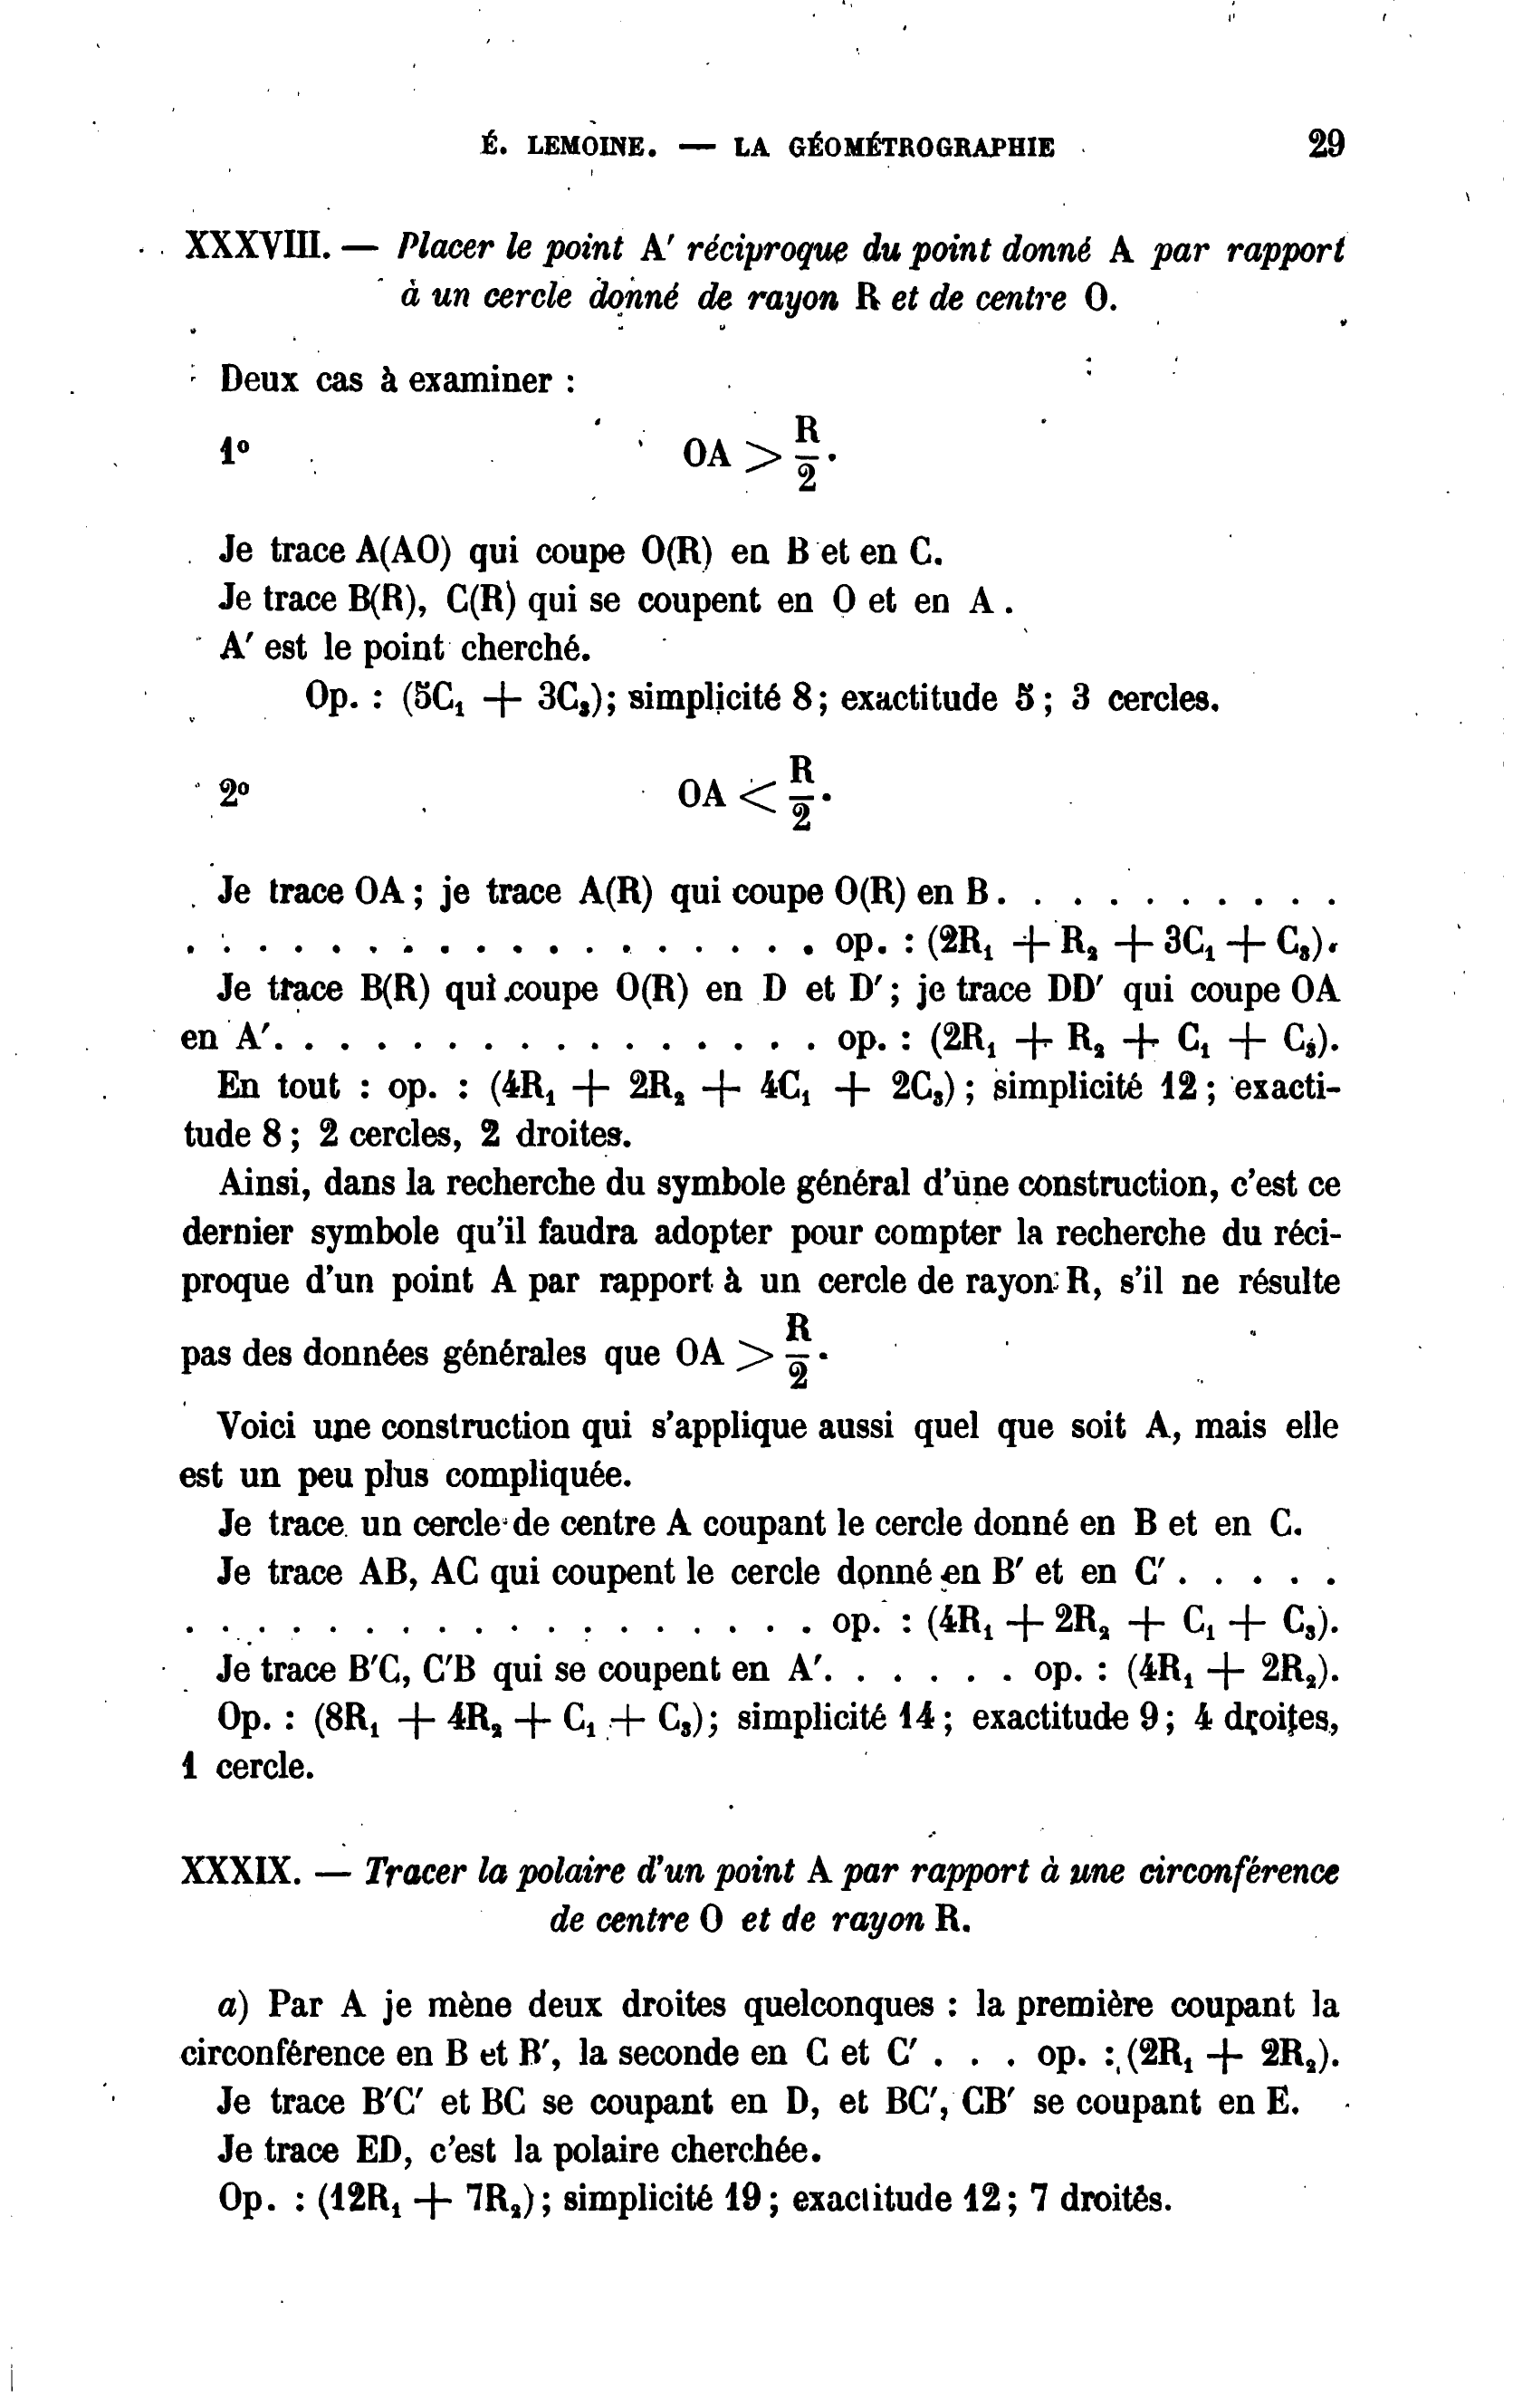 É. LEMOINE. — LA GÉOMÉTROGRAPHIE 29
XXXVIII. — Placer le point A′ réciproque du point donné A par rapport
à un cercle donné de rayon R et de centre O.
Deux cas à examiner :
1º OA > R/2.
Je trace A(AO) qui coupe O(R) en B et en C.
Je trace B(R), C(R) qui se coupent en O et en A .
A′ est le point cherché.
Op. : (5C₁ + 3C₃); simplicité 8; exactitude 5; 3 cercles.
2º OA < R/2.
Je trace OA; je trace A(R) qui coupe O(R) en B. . . . . . . . . .
. . . . . . . . . . . . . . . . . . op. : (2R₁ + R₂ + 3C₁ + C₃).
Je trace B(R) qui coupe O(R) en D et D′; je trace DD′ qui coupe OA
en A′. . . . . . . . . . . . . . . . op. : (2R₁ + R₂ + C₁ + C₃).
En tout : op. : (4R₁ + 2R₂ + 4C₁ + 2C₃); simplicité 12; exacti-
tude 8; 2 cercles, 2 droites.
Ainsi, dans la recherche du symbole général d'une construction, c'est ce
dernier symbole qu'il faudra adopter pour compter la recherche du réci-
proque d'un point A par rapport à un cercle de rayon R, s'il ne résulte
pas des données générales que OA > R/2.
Voici une construction qui s'applique aussi quel que soit A, mais elle
est un peu plus compliquée.
Je trace un cercle de centre A coupant le cercle donné en B et en C.
Je trace AB, AC qui coupent le cercle donné en B′ et en C′ . . . . .
. . . . . . . . . . . . . . . . . . op. : (4R₁ + 2R₂ + C₁ + C₃).
Je trace B′C, C′B qui se coupent en A′. . . . . . op. : (4R₁ + 2R₂).
Op. : (8R₁ + 4R₂ + C₁ + C₃); simplicité 14; exactitude 9; 4 droites,
1 cercle.
XXXIX. — Tracer la polaire d'un point A par rapport à une circonférence
de centre O et de rayon R.
a) Par A je mène deux droites quelconques : la première coupant la
circonférence en B et B′, la seconde en C et C′ . . . op. : (2R₁ + 2R₂).
Je trace B′C′ et BC se coupant en D, et BC′, CB′ se coupant en E.
Je trace ED, c'est la polaire cherchée.
Op. : (12R₁ + 7R₂); simplicité 19; exactitude 12; 7 droites.